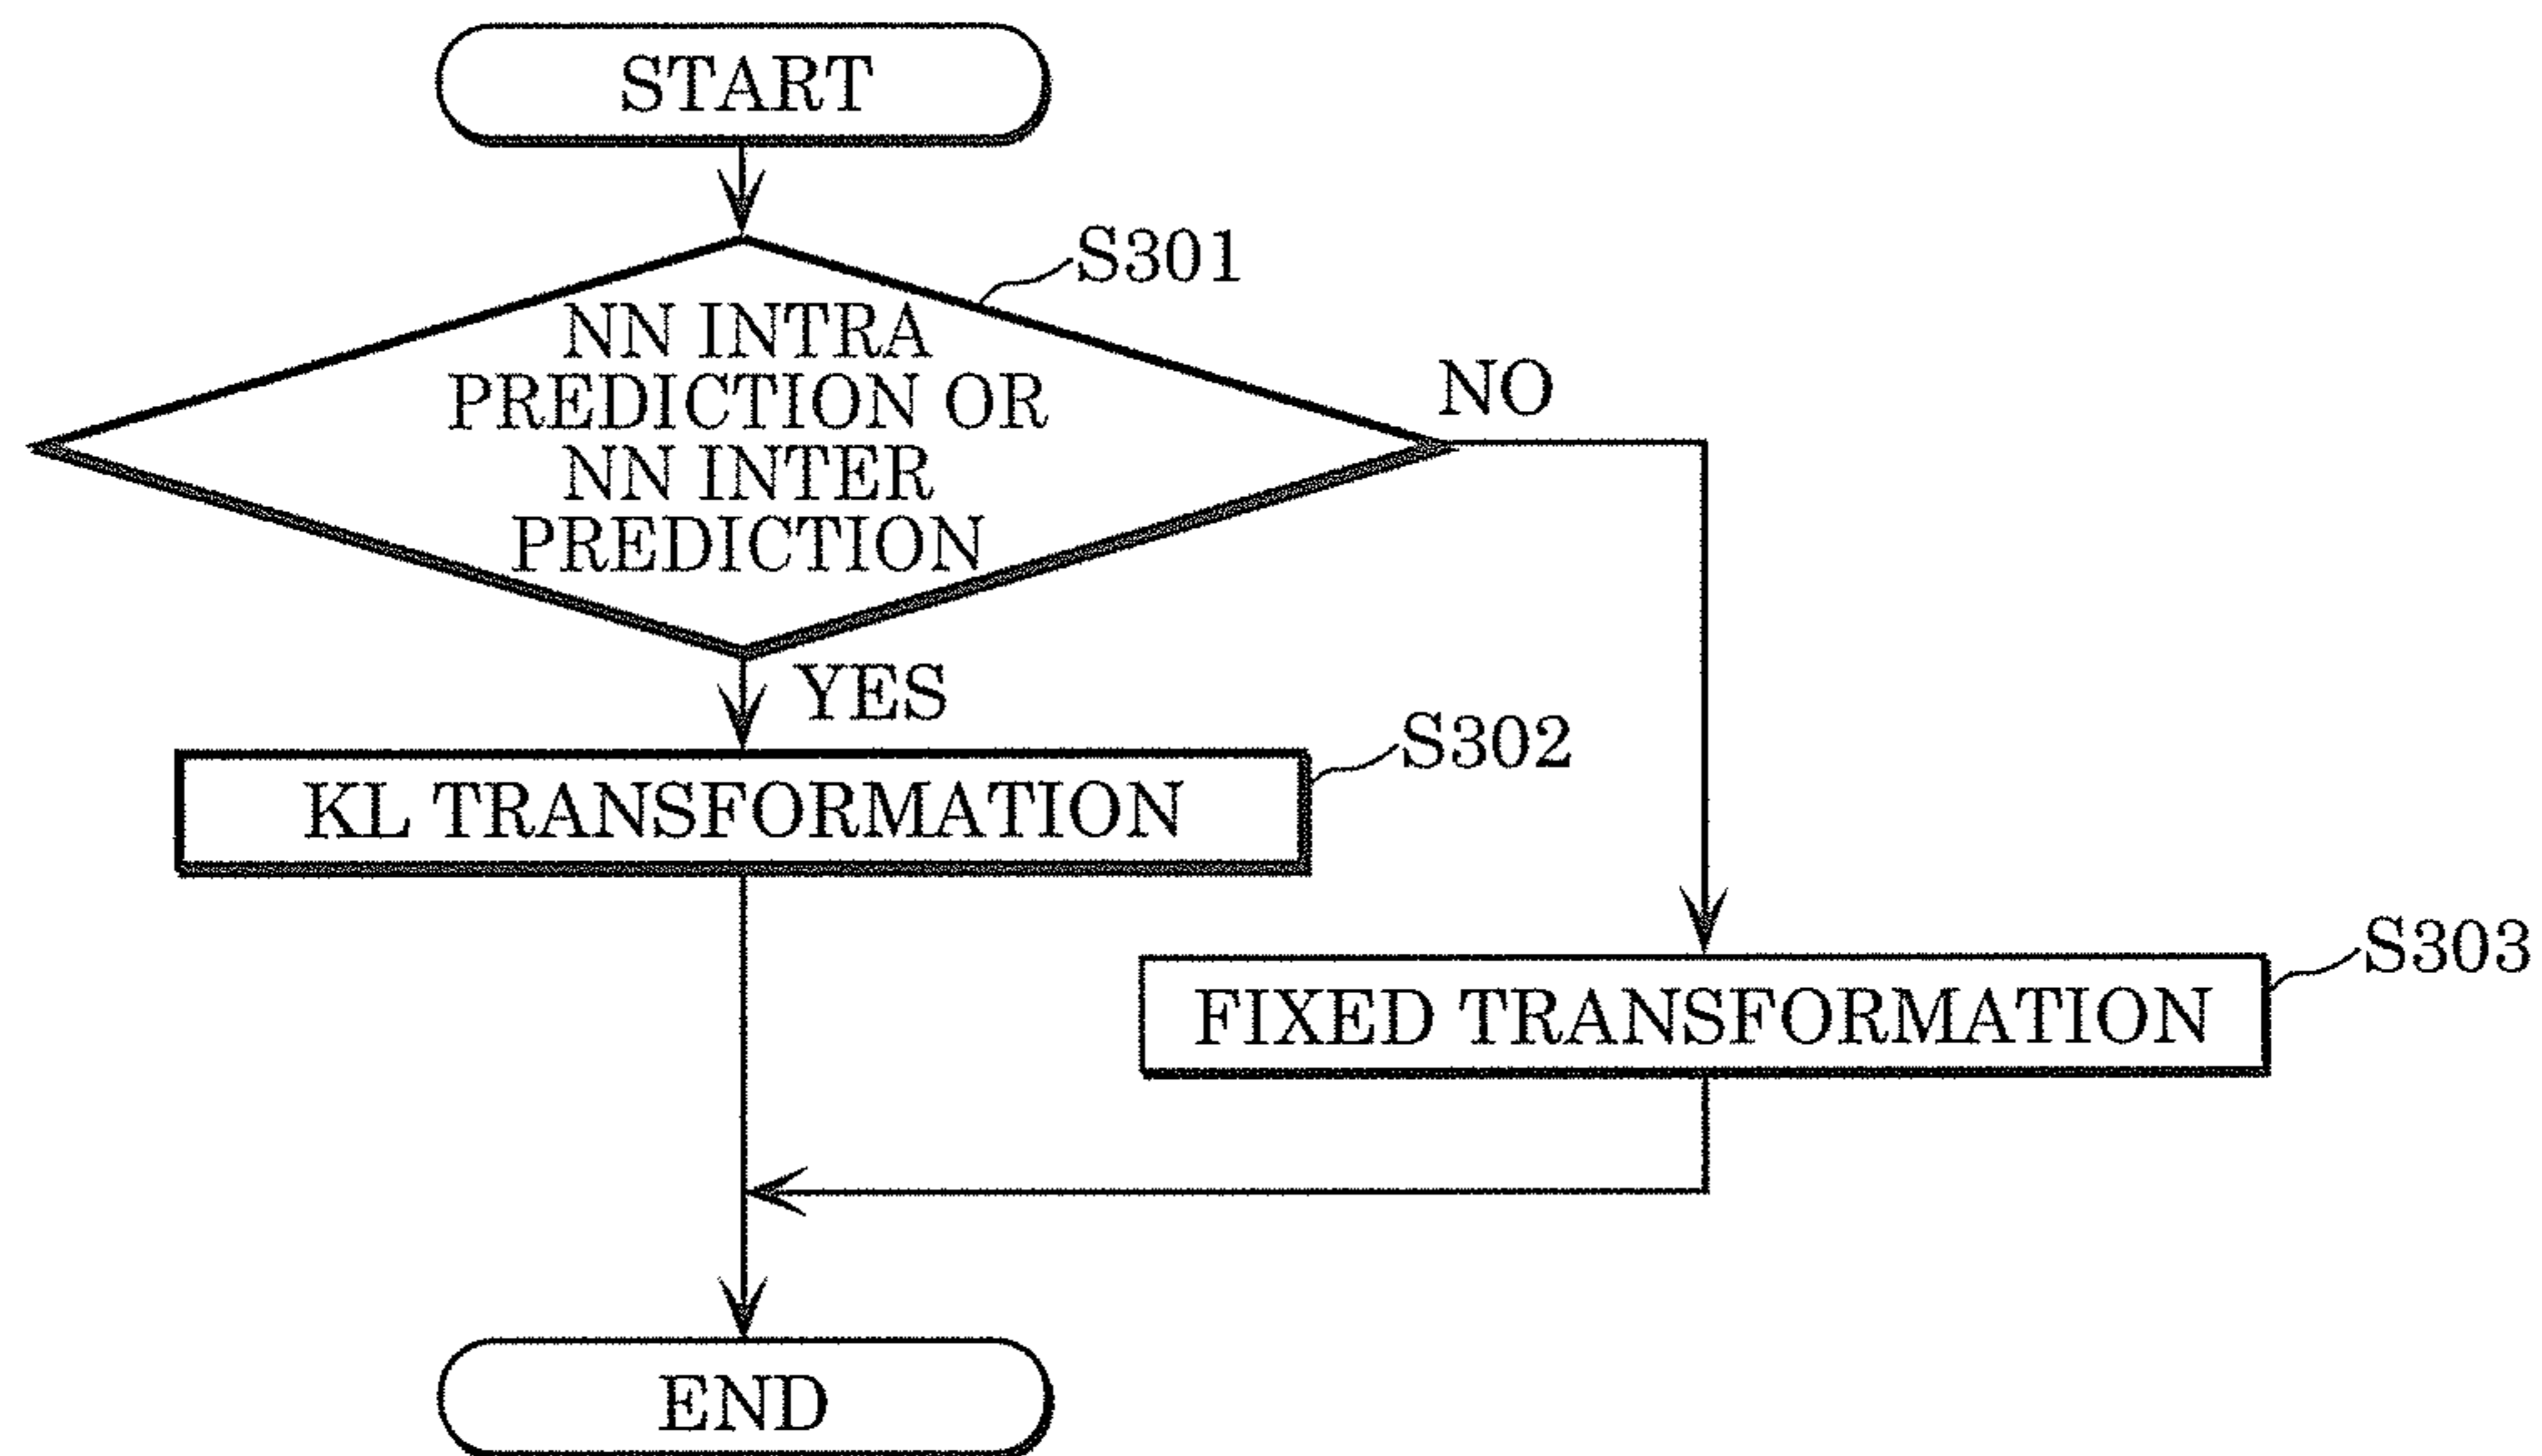 START
S301
NN INTRA
PREDICTION OR
NN INTER
PREDICTION
NO
YES
S302
KL TRANSFORMATION
S303
FIXED TRANSFORMATION
END